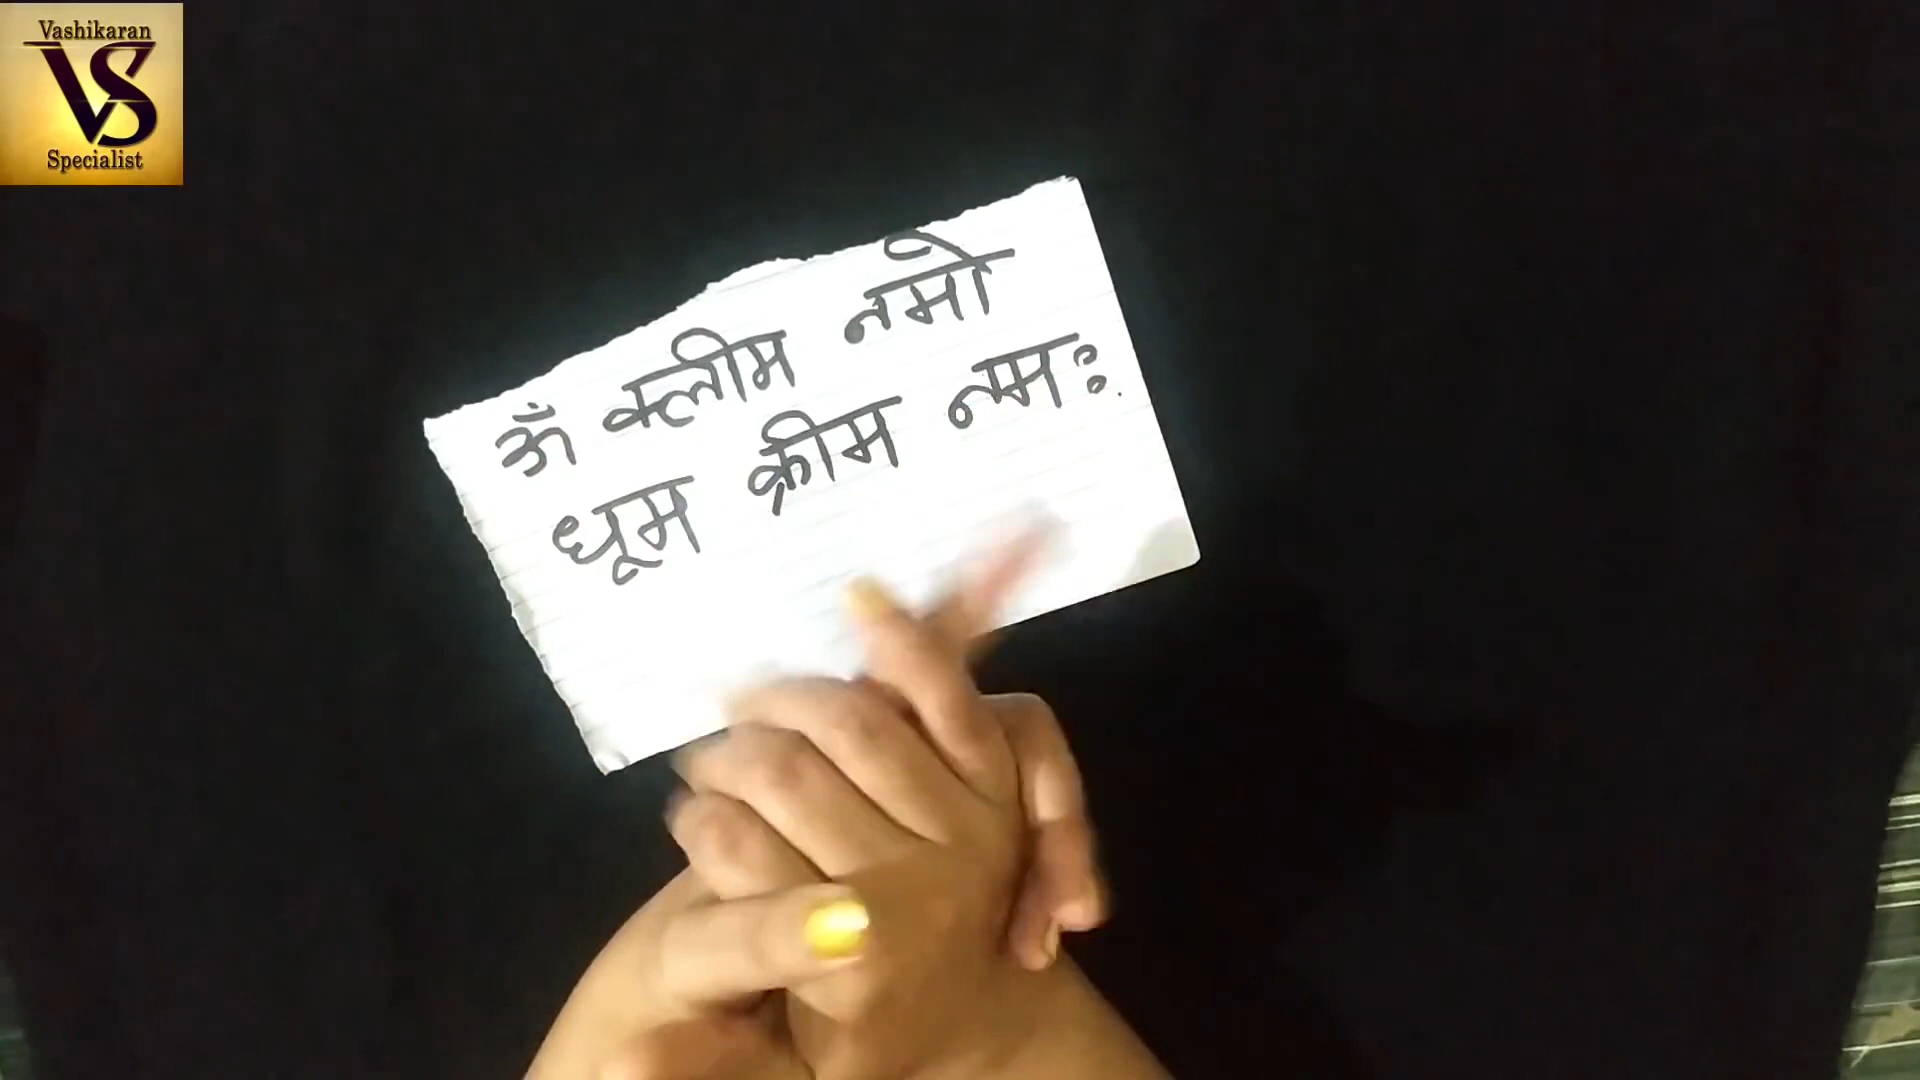 Vashikaran
VS
Specialist
ॐ क्लीम नमो
धूम क्रीम नमः